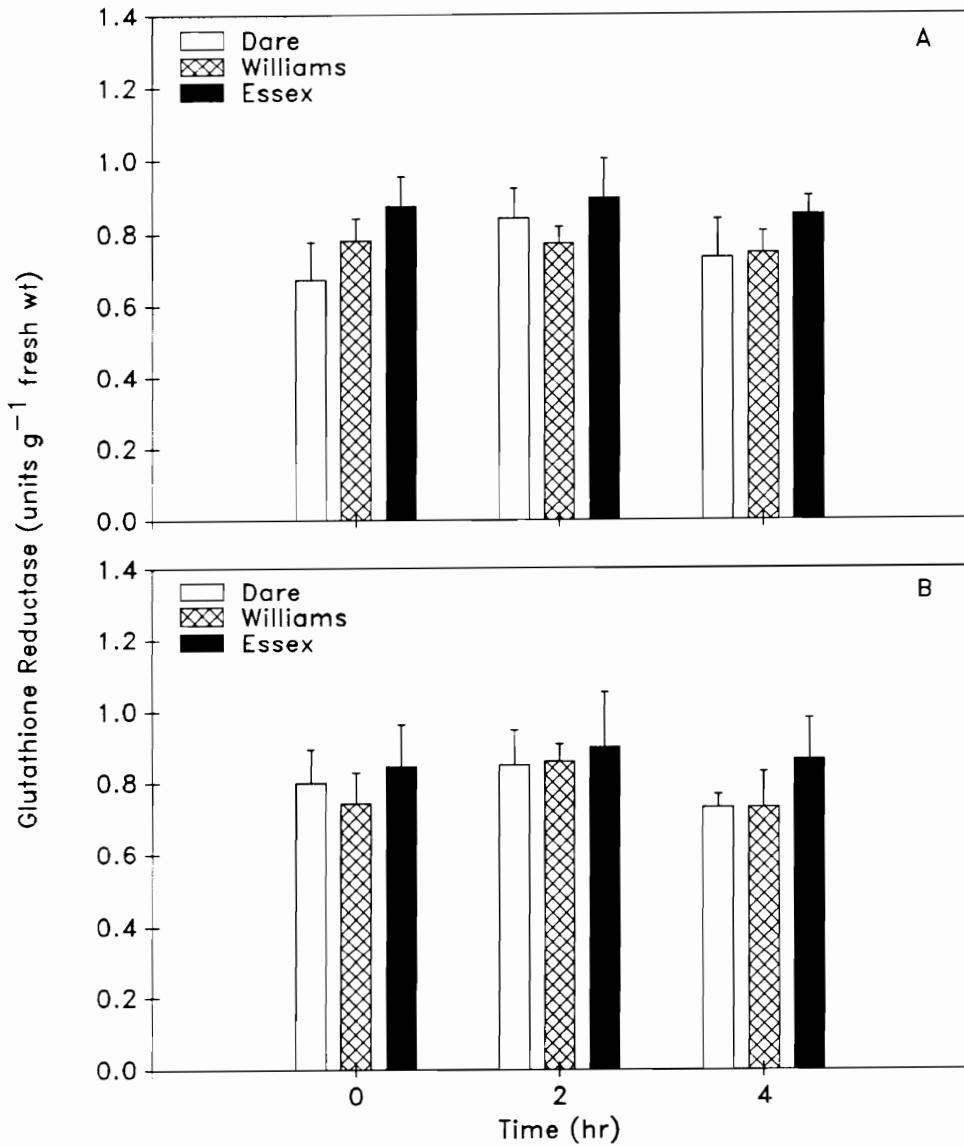 Glutathione Reductase (units g⁻¹ fresh wt)
1.4
1.2
1.0
0.8
0.6
0.4
0.2
0.0
Dare
Williams
Essex
A
1.4
1.2
1.0
0.8
0.6
0.4
0.2
0.0
Dare
Williams
Essex
B
0 2 4
Time (hr)